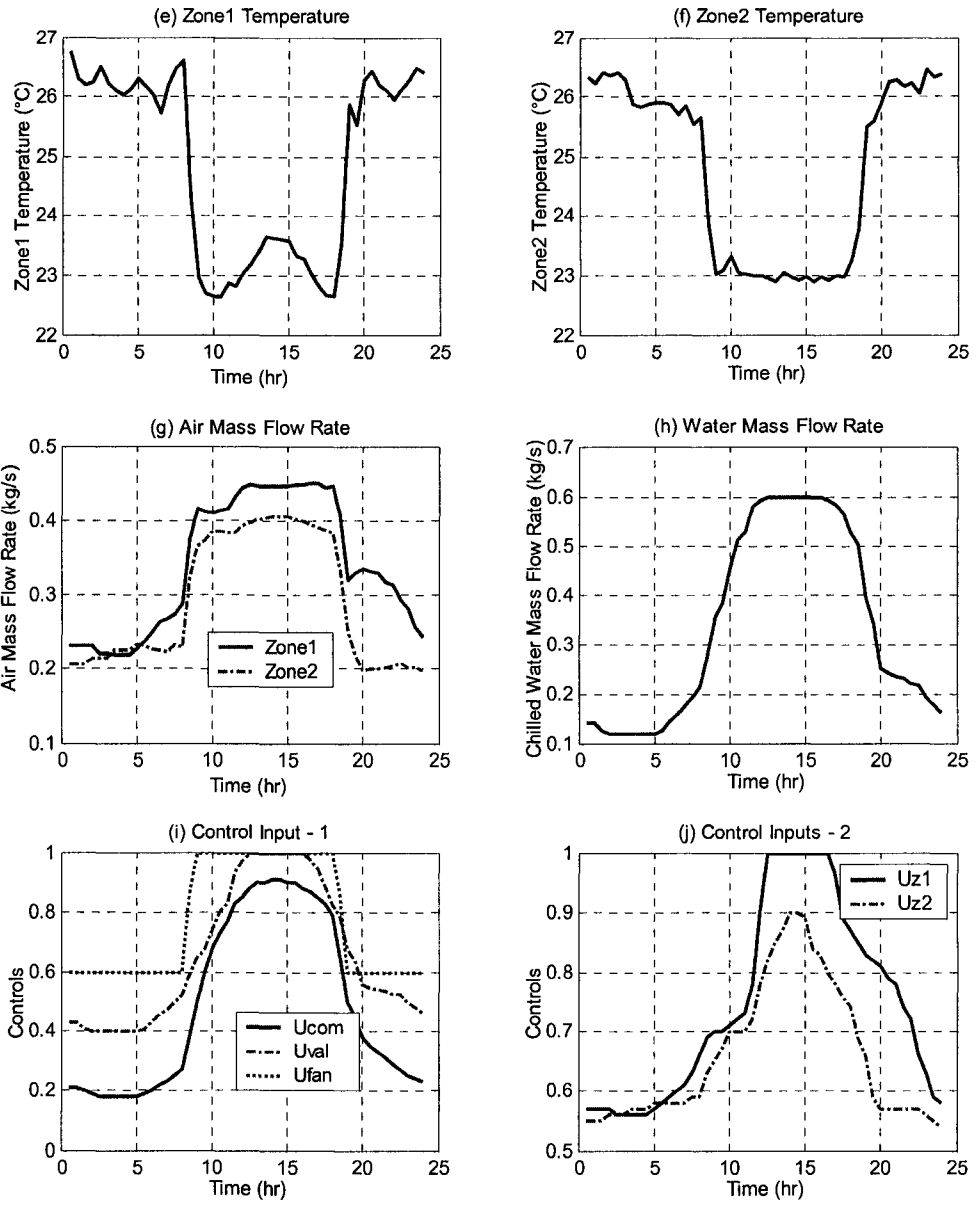 (e) Zone1 Temperature
27
26
25
24
23
22
0 5 10 15 20 25
Time (hr)
Zone1 Temperature (°C)
(f) Zone2 Temperature
27
26
25
24
23
22
0 5 10 15 20 25
Time (hr)
Zone2 Temperature (°C)
(g) Air Mass Flow Rate
0.5
0.4
0.3
0.2
0.1
0 5 10 15 20 25
Time (hr)
Air Mass Flow Rate (kg/s)
Zone1
Zone2
(h) Water Mass Flow Rate
0.7
0.6
0.5
0.4
0.3
0.2
0.1
0 5 10 15 20 25
Time (hr)
Chilled Water Mass Flow Rate (kg/s)
(i) Control Input - 1
1
0.8
0.6
0.4
0.2
0
0 5 10 15 20 25
Time (hr)
Controls
Ucom
Uval
Ufan
(j) Control Inputs - 2
1
0.9
0.8
0.7
0.6
0.5
0 5 10 15 20 25
Time (hr)
Controls
Uz1
Uz2